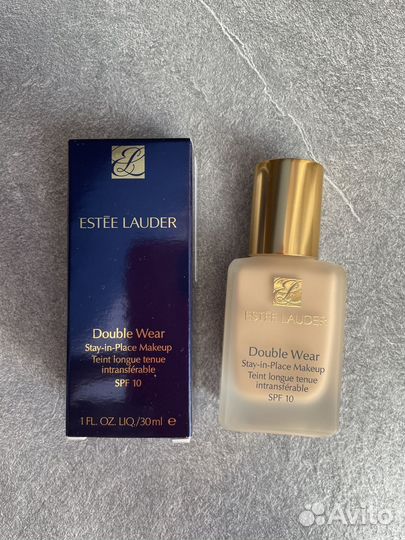 ESTĒE LAUDER
Double Wear
Stay-in-Place Makeup
Teint longue tenue
intransférable
SPF 10
1 FL. OZ. LIQ./30 ml e
ESTĒE LAUDER
Double Wear
Stay-in-Place Makeup
Teint longue tenue
intransférable
SPF 10
Avito